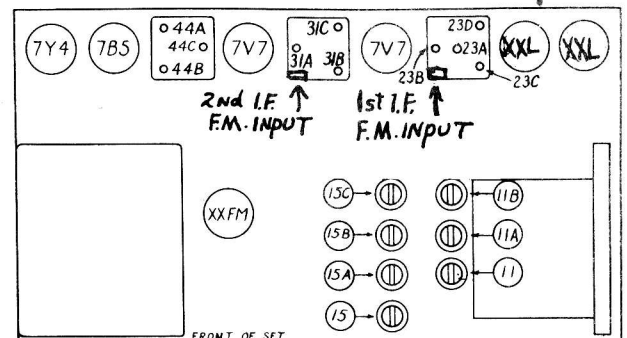 7Y4
7B5
44A
44C
44B
7V7
31C
31A 31B
7V7
23D
23A
23B
23C
XXL
XXL
2nd I.F.
F.M. INPUT
1st I.F.
F.M. INPUT
XXFM
15C
11B
15B
11A
15A
11
15
FRONT OF SET